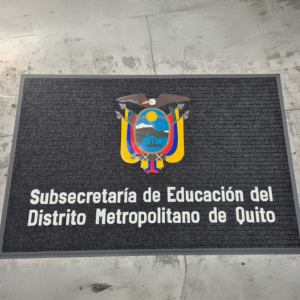 Subsecretaría de Educación del
Distrito Metropolitano de Quito